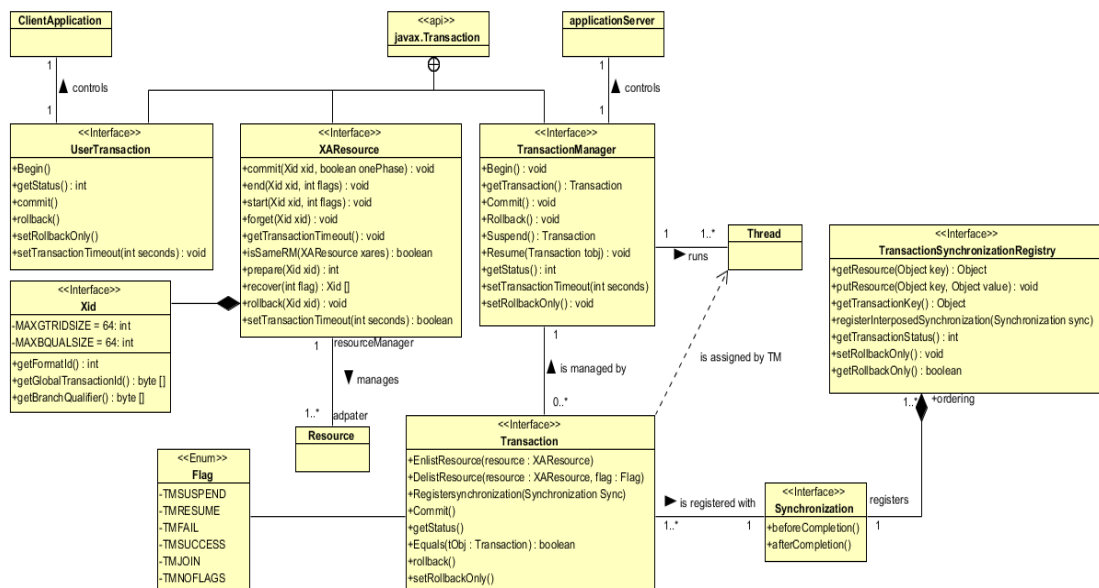 ClientApplication
1
controls
1
<<api>>
javax.Transaction
applicationServer
1
controls
1
<<Interface>>
UserTransaction
+Begin()
+getStatus() : int
+commit()
+rollback()
+setRollbackOnly()
+setTransactionTimeout(int seconds) : void
<<Interface>>
XAResource
+commit(Xid xid, boolean onePhase) : void
+end(Xid xid, int flags) : void
+start(Xid xid, int flags) : void
+forget(Xid xid) : void
+getTransactionTimeout() : void
+isSameRM(XAResource xares) : boolean
+prepare(Xid xid) : int
+recover(int flag) : Xid []
+rollback(Xid xid) : void
+setTransactionTimeout(int seconds) : boolean
<<Interface>>
TransactionManager
+Begin() : void
+getTransaction() : Transaction
+Commit() : void
+Rollback() : void
+Suspend() : Transaction
+Resume(Transaction tobj) : void
+getStatus() : int
+setTransactionTimeout(int seconds)
+setRollbackOnly() : void
1
1..*
runs
Thread
<<Interface>>
TransactionSynchronizationRegistry
+getResource(Object key) : Object
+putResource(Object key, Object value) : void
+getTransactionKey() : Object
+registerInterposedSynchronization(Synchronization sync)
+getTransactionStatus() : int
+setRollbackOnly() : void
+getRollbackOnly() : boolean
<<Interface>>
Xid
-MAXGTRIDSIZE = 64: int
-MAXBQUALSIZE = 64: int
+getFormatId() : int
+getGlobalTransactionId() : byte []
+getBranchQualifier() : byte []
1
resourceManager
manages
1..*
adpater
Resource
1
is managed by
0..*
is assigned by TM
1..*
+ordering
<<Enum>>
Flag
-TMSUSPEND
-TMRESUME
-TMFAIL
-TMSUCCESS
-TMJOIN
-TMNOFLAGS
<<Interface>>
Transaction
+EnlistResource(resource : XAResource)
+DelistResource(resource : XAResource, flag : Flag)
+Registersynchronization(Synchronization Sync)
+Commit()
+getStatus()
+Equals(tObj : Transaction) : boolean
+rollback()
+setRollbackOnly()
is registered with
1..*
1
<<Interface>>
Synchronization
+beforeCompletion()
+afterCompletion()
registers
1